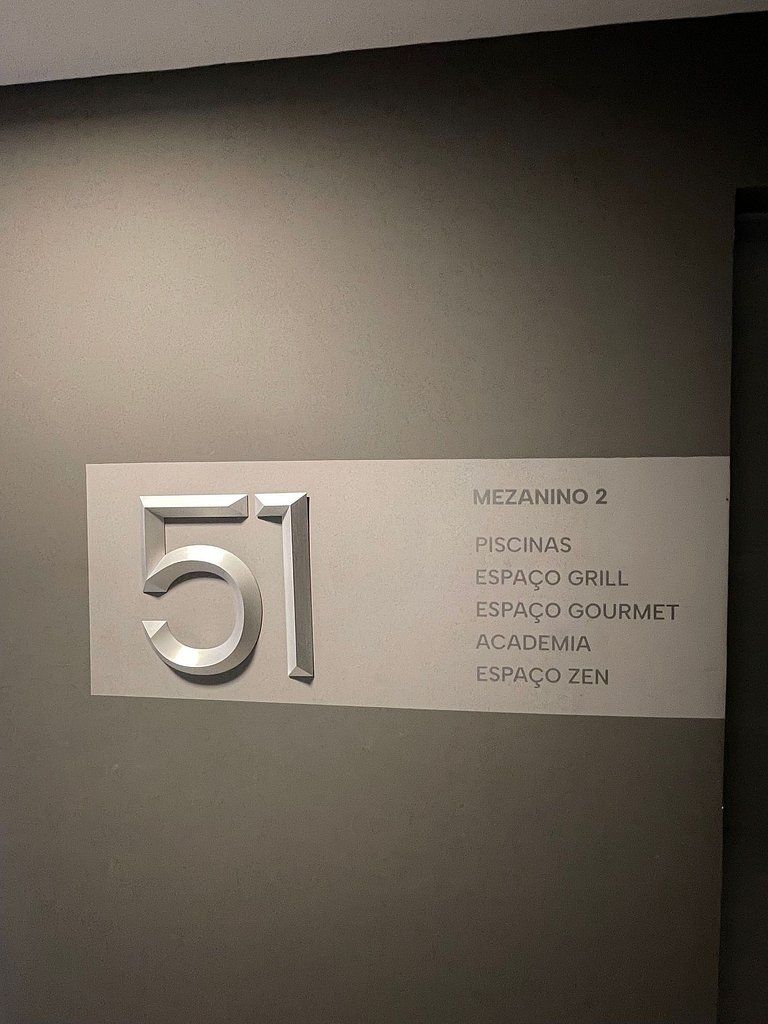 51
MEZANINO 2
PISCINAS
ESPAÇO GRILL
ESPAÇO GOURMET
ACADEMIA
ESPAÇO ZEN